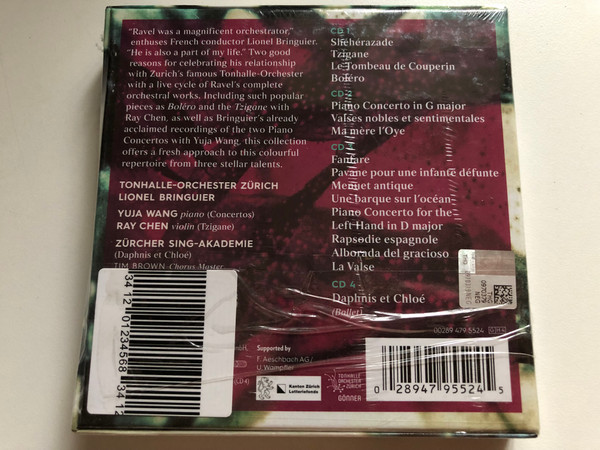 “Ravel was a magnificent orchestrator,”
enthuses French conductor Lionel Bringuier.
“He is also a part of my life.” Two good
reasons for celebrating his relationship
with Zurich’s famous Tonhalle-Orchester
with a live cycle of Ravel’s complete
orchestral works. Including such popular
pieces as Boléro and the Tzigane with
Ray Chen, as well as Bringuier’s already
acclaimed recordings of the two Piano
Concertos with Yuja Wang, this collection
offers a fresh approach to this colourful
repertoire from three stellar talents.
TONHALLE-ORCHESTER ZÜRICH
LIONEL BRINGUIER
YUJA WANG piano (Concertos)
RAY CHEN violin (Tzigane)
ZÜRCHER SING-AKADEMIE
(Daphnis et Chloé)
TIM BROWN Chorus Master
CD 1
Shéhérazade
Tzigane
Le Tombeau de Couperin
Boléro
CD 2
Piano Concerto in G major
Valses nobles et sentimentales
Ma mère l’Oye
CD
Fanfare
Pavane pour une infante défunte
Menuet antique
Une barque sur l’océan
Piano Concerto for the
Left Hand in D major
Rapsodie espagnole
Alborada del gracioso
La Valse
CD 4
Daphnis et Chloé
(Ballet)
00289 479 5524 GH4
34 12 01234568 34 12
Supported by
F. Aeschbach AG /
U. Wampfler
Kanton Zürich
Lotteriefonds
TONHALLE
ORCHESTER
ZÜRICH
GÖNNER
0 28947 95524 5